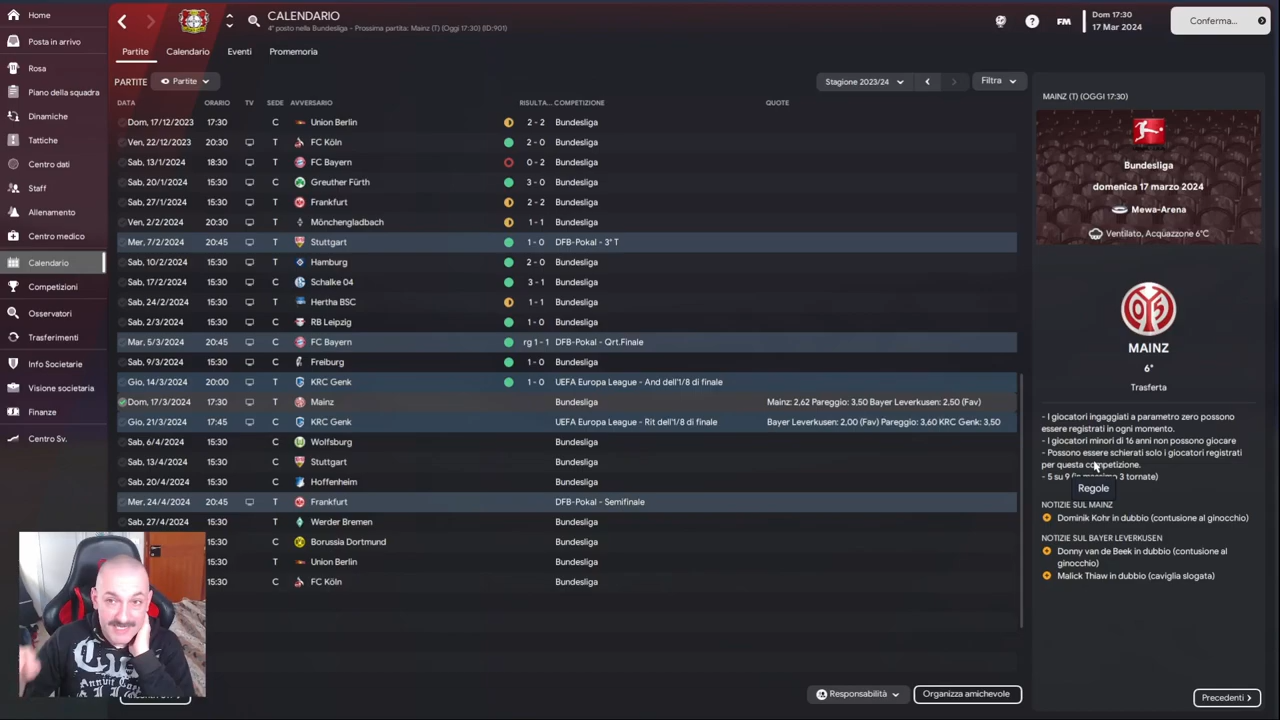 Home
Posta in arrivo
Rosa
Piano della squadra
Dinamiche
Tattiche
Centro dati
Staff
Allenamento
Centro medico
Calendario
Competizioni
Osservatori
Trasferimenti
Info Societarie
Visione societaria
Finanze
Centro Sv.
CALENDARIO
4° posto nella Bundesliga - Prossima partita: Mainz (T) (Oggi 17:30) (ID:901)
FM
Dom 17:30
17 Mar 2024
Conferma...
Partite Calendario Eventi Promemoria
PARTITE Partite Stagione 2023/24 Filtra
DATA ORARIO TV SEDE AVVERSARIO RISULTA... COMPETIZIONE QUOTE
Dom, 17/12/2023 17:30 C Union Berlin 2 - 2 Bundesliga
Ven, 22/12/2023 20:30 T FC Köln 2 - 0 Bundesliga
Sab, 13/1/2024 18:30 T FC Bayern 0 - 2 Bundesliga
Sab, 20/1/2024 15:30 C Greuther Fürth 3 - 0 Bundesliga
Sab, 27/1/2024 15:30 T Frankfurt 2 - 2 Bundesliga
Ven, 2/2/2024 20:30 T Mönchengladbach 1 - 1 Bundesliga
Mer, 7/2/2024 20:45 T Stuttgart 1 - 0 DFB-Pokal - 3° T
Sab, 10/2/2024 15:30 T Hamburg 2 - 0 Bundesliga
Sab, 17/2/2024 15:30 C Schalke 04 3 - 1 Bundesliga
Sab, 24/2/2024 15:30 T Hertha BSC 1 - 1 Bundesliga
Sab, 2/3/2024 15:30 C RB Leipzig 1 - 0 Bundesliga
Mar, 5/3/2024 20:45 C FC Bayern rg 1 - 1 DFB-Pokal - Qrt.Finale
Sab, 9/3/2024 15:30 C Freiburg 1 - 0 Bundesliga
Gio, 14/3/2024 20:00 T KRC Genk 1 - 0 UEFA Europa League - And dell'1/8 di finale
Dom, 17/3/2024 17:30 T Mainz Bundesliga Mainz: 2,62 Pareggio: 3,50 Bayer Leverkusen: 2,50 (Fav)
Gio, 21/3/2024 17:45 C KRC Genk UEFA Europa League - Rit dell'1/8 di finale Bayer Leverkusen: 2,00 (Fav) Pareggio: 3,60 KRC Genk: 3,50
Sab, 6/4/2024 15:30 C Wolfsburg Bundesliga
Sab, 13/4/2024 15:30 T Stuttgart Bundesliga
Sab, 20/4/2024 15:30 C Hoffenheim Bundesliga
Mer, 24/4/2024 20:45 T Frankfurt DFB-Pokal - Semifinale
Sab, 27/4/2024 15:30 T Werder Bremen Bundesliga
15:30 C Borussia Dortmund Bundesliga
15:30 T Union Berlin Bundesliga
15:30 C FC Köln Bundesliga
Responsabilità Organizza amichevole
MAINZ (T) (OGGI 17:30)
Bundesliga
domenica 17 marzo 2024
Mewa-Arena
Ventilato, Acquazzone 6°C
MAINZ
6°
Trasferta
- I giocatori ingaggiati a parametro zero possono
essere registrati in ogni momento.
- I giocatori minori di 16 anni non possono giocare
- Possono essere schierati solo i giocatori registrati
per questa competizione.
- 5 su 9 (in massimo 3 tornate)
Regole
NOTIZIE SUL MAINZ
Dominik Kohr in dubbio (contusione al ginocchio)
NOTIZIE SUL BAYER LEVERKUSEN
Donny van de Beek in dubbio (contusione al
ginocchio)
Malick Thiaw in dubbio (caviglia slogata)
Precedenti